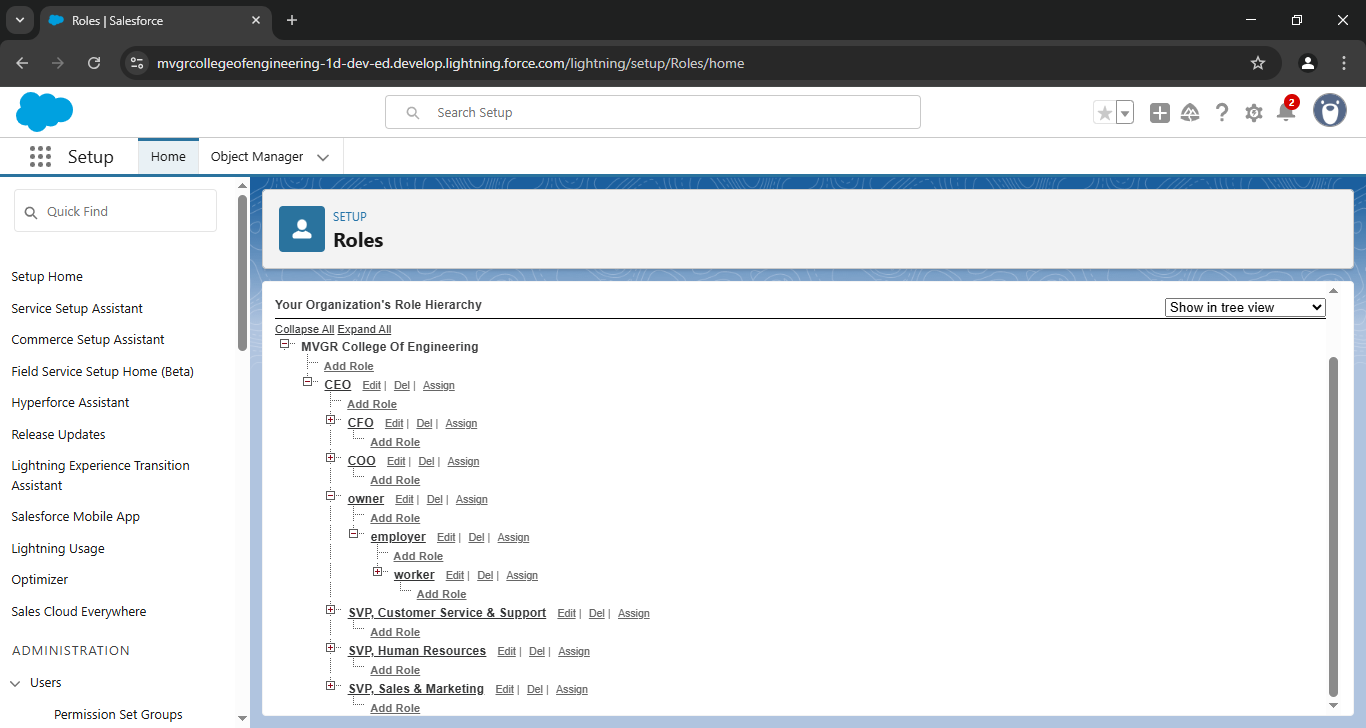 Roles | Salesforce
mvgrcollegeofengineering-1d-dev-ed.develop.lightning.force.com/lightning/setup/Roles/home
Search Setup
2
Setup
Home
Object Manager
Quick Find
Setup Home
Service Setup Assistant
Commerce Setup Assistant
Field Service Setup Home (Beta)
Hyperforce Assistant
Release Updates
Lightning Experience Transition
Assistant
Salesforce Mobile App
Lightning Usage
Optimizer
Sales Cloud Everywhere
ADMINISTRATION
Users
Permission Set Groups
SETUP
Roles
Your Organization's Role Hierarchy
Show in tree view
Collapse All Expand All
MVGR College Of Engineering
Add Role
CEO Edit | Del | Assign
Add Role
CFO Edit | Del | Assign
Add Role
COO Edit | Del | Assign
Add Role
owner Edit | Del | Assign
Add Role
employer Edit | Del | Assign
Add Role
worker Edit | Del | Assign
Add Role
SVP, Customer Service & Support Edit | Del | Assign
Add Role
SVP, Human Resources Edit | Del | Assign
Add Role
SVP, Sales & Marketing Edit | Del | Assign
Add Role